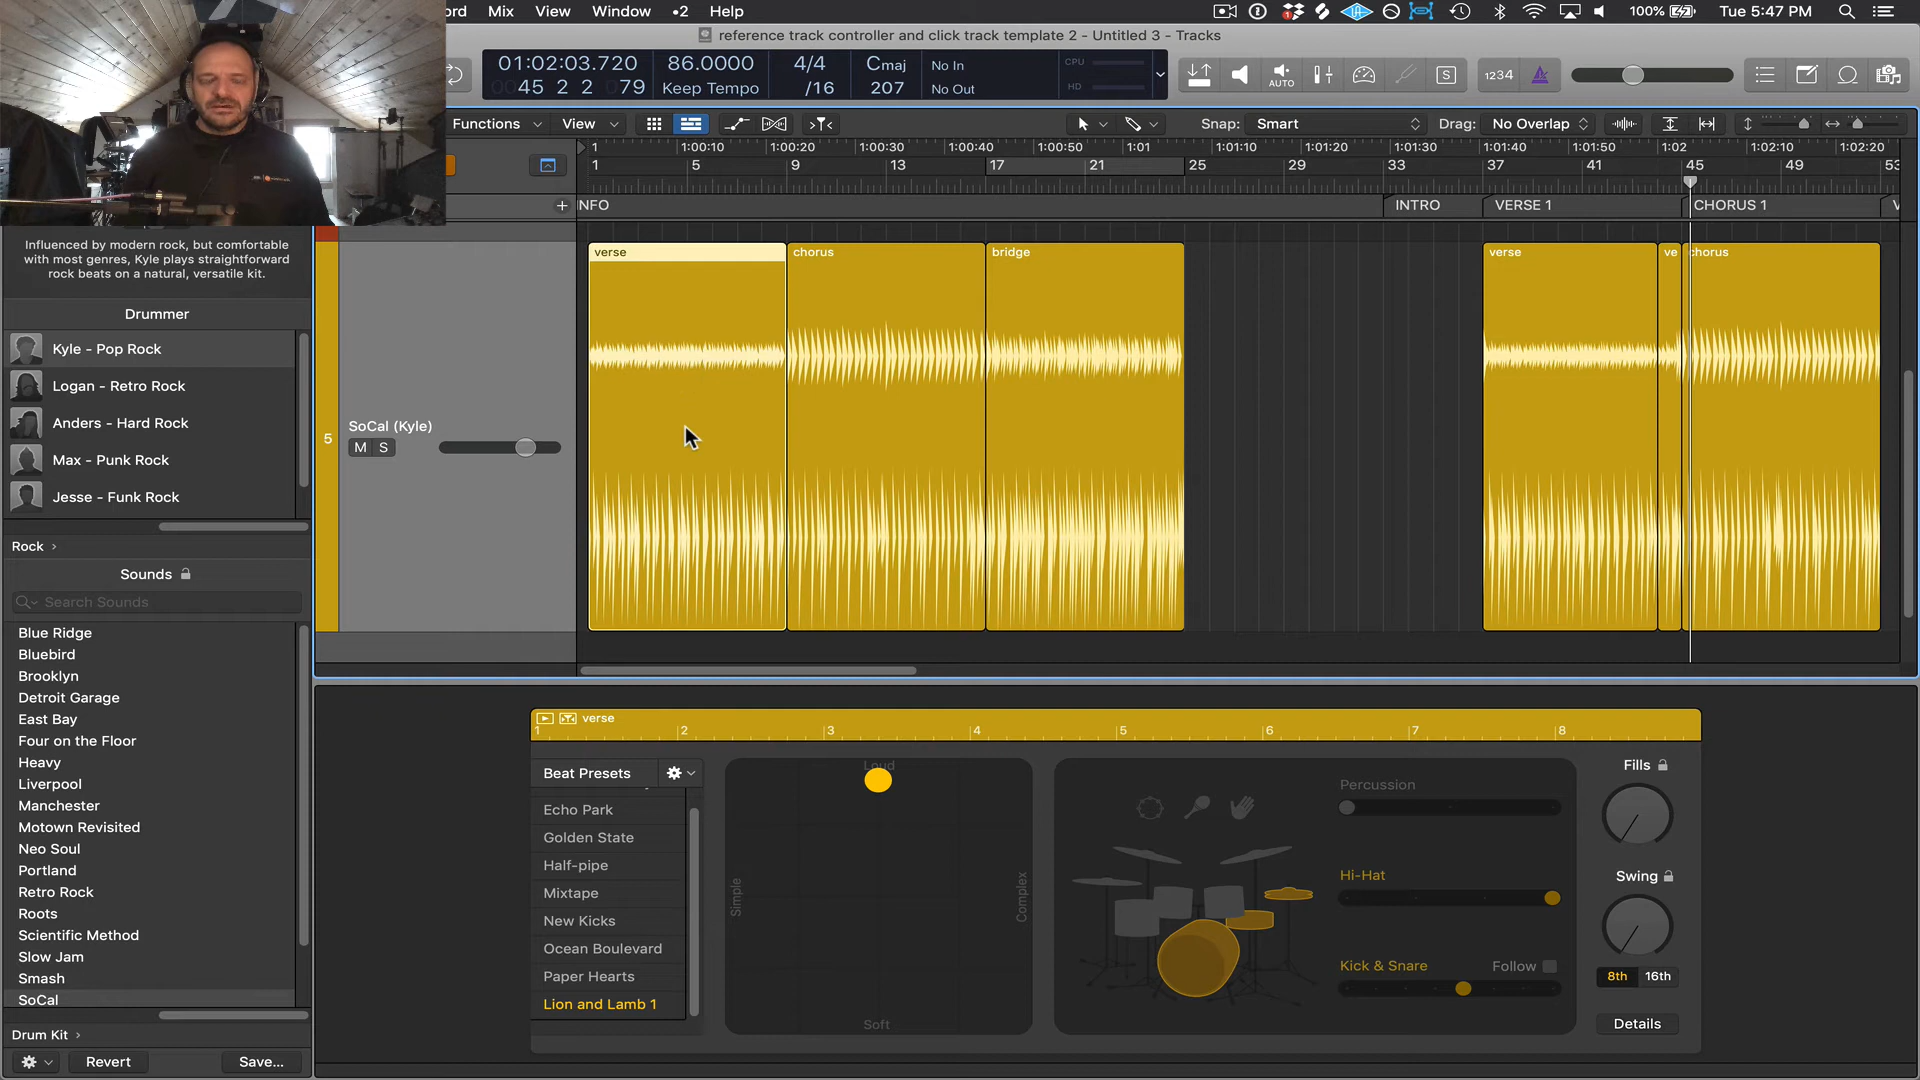 ord Mix View Window •2 Help
100% Tue 5:47 PM
reference track controller and click track template 2 - Untitled 3 - Tracks
01:02:03.720 86.0000 4/4 Cmaj No In CPU
45 2 2 079 Keep Tempo /16 207 No Out HD
AUTO S 1234
Functions View Snap: Smart Drag: No Overlap
1 1:00:10 1:00:20 1:00:30 1:00:40 1:00:50 1:01 1:01:10 1:01:20 1:01:30 1:01:40 1:01:50 1:02 1:02:10 1:02:20
1 5 9 13 17 21 25 29 33 37 41 45 49 53
NFO INTRO VERSE 1 CHORUS 1 V
verse chorus bridge verse ve chorus
Influenced by modern rock, but comfortable
with most genres, Kyle plays straightforward
rock beats on a natural, versatile kit.
Drummer
Kyle - Pop Rock
Logan - Retro Rock
Anders - Hard Rock
Max - Punk Rock
Jesse - Funk Rock
5
SoCal (Kyle)
M S
Rock >
Sounds
Search Sounds
Blue Ridge
Bluebird
Brooklyn
Detroit Garage
East Bay
Four on the Floor
Heavy
Liverpool
Manchester
Motown Revisited
Neo Soul
Portland
Retro Rock
Roots
Scientific Method
Slow Jam
Smash
SoCal
Drum Kit >
Revert Save...
verse
1 2 3 4 5 6 7 8
Beat Presets
Echo Park
Golden State
Half-pipe
Mixtape
New Kicks
Ocean Boulevard
Paper Hearts
Lion and Lamb 1
Loud
Simple
Complex
Soft
Percussion
Hi-Hat
Kick & Snare Follow
Fills
Swing
8th 16th
Details